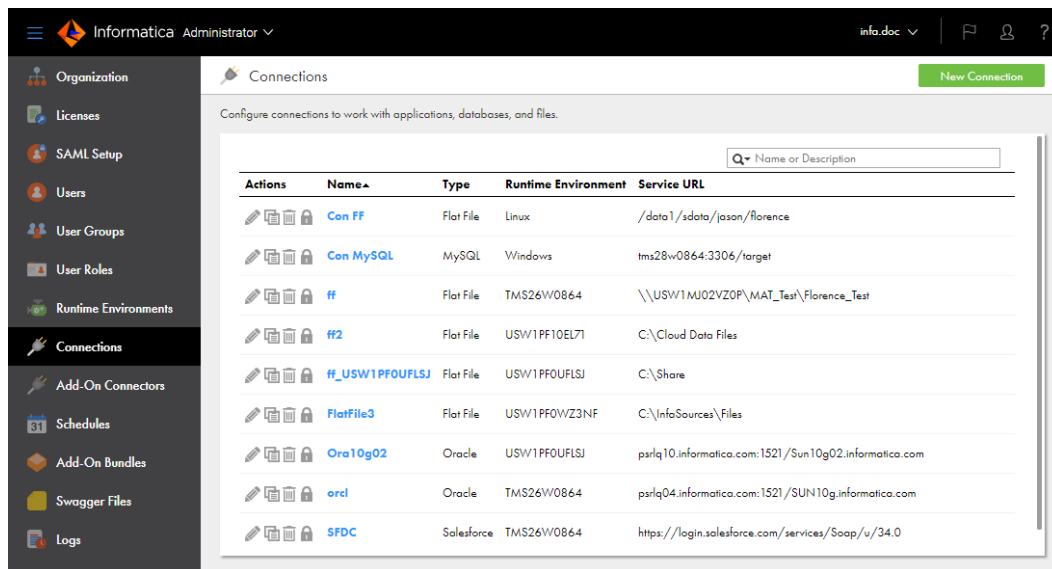 Informatica Administrator infa.doc ?
Organization
Licenses
SAML Setup
Users
User Groups
User Roles
Runtime Environments
Connections
Add-On Connectors
31 Schedules
Add-On Bundles
Swagger Files
Logs
Connections New Connection
Configure connections to work with applications, databases, and files.
Name or Description
Actions Name Type Runtime Environment Service URL
Con FF Flat File Linux /data1/sdata/jason/florence
Con MySQL MySQL Windows tms28w0864:3306/target
ff Flat File TMS26W0864 \\USW1MJ02VZ0P\MAT_Test\Florence_Test
ff2 Flat File USW1PF10EL71 C:\Cloud Data Files
ff_USW1PF0UFLSJ Flat File USW1PF0UFLSJ C:\Share
FlatFile3 Flat File USW1PF0WZ3NF C:\InfaSources\Files
Ora10g02 Oracle USW1PF0UFLSJ psrlq10.informatica.com:1521/Sun10g02.informatica.com
orcl Oracle TMS26W0864 psrlq04.informatica.com:1521/SUN10g.informatica.com
SFDC Salesforce TMS26W0864 https://login.salesforce.com/services/Soap/u/34.0